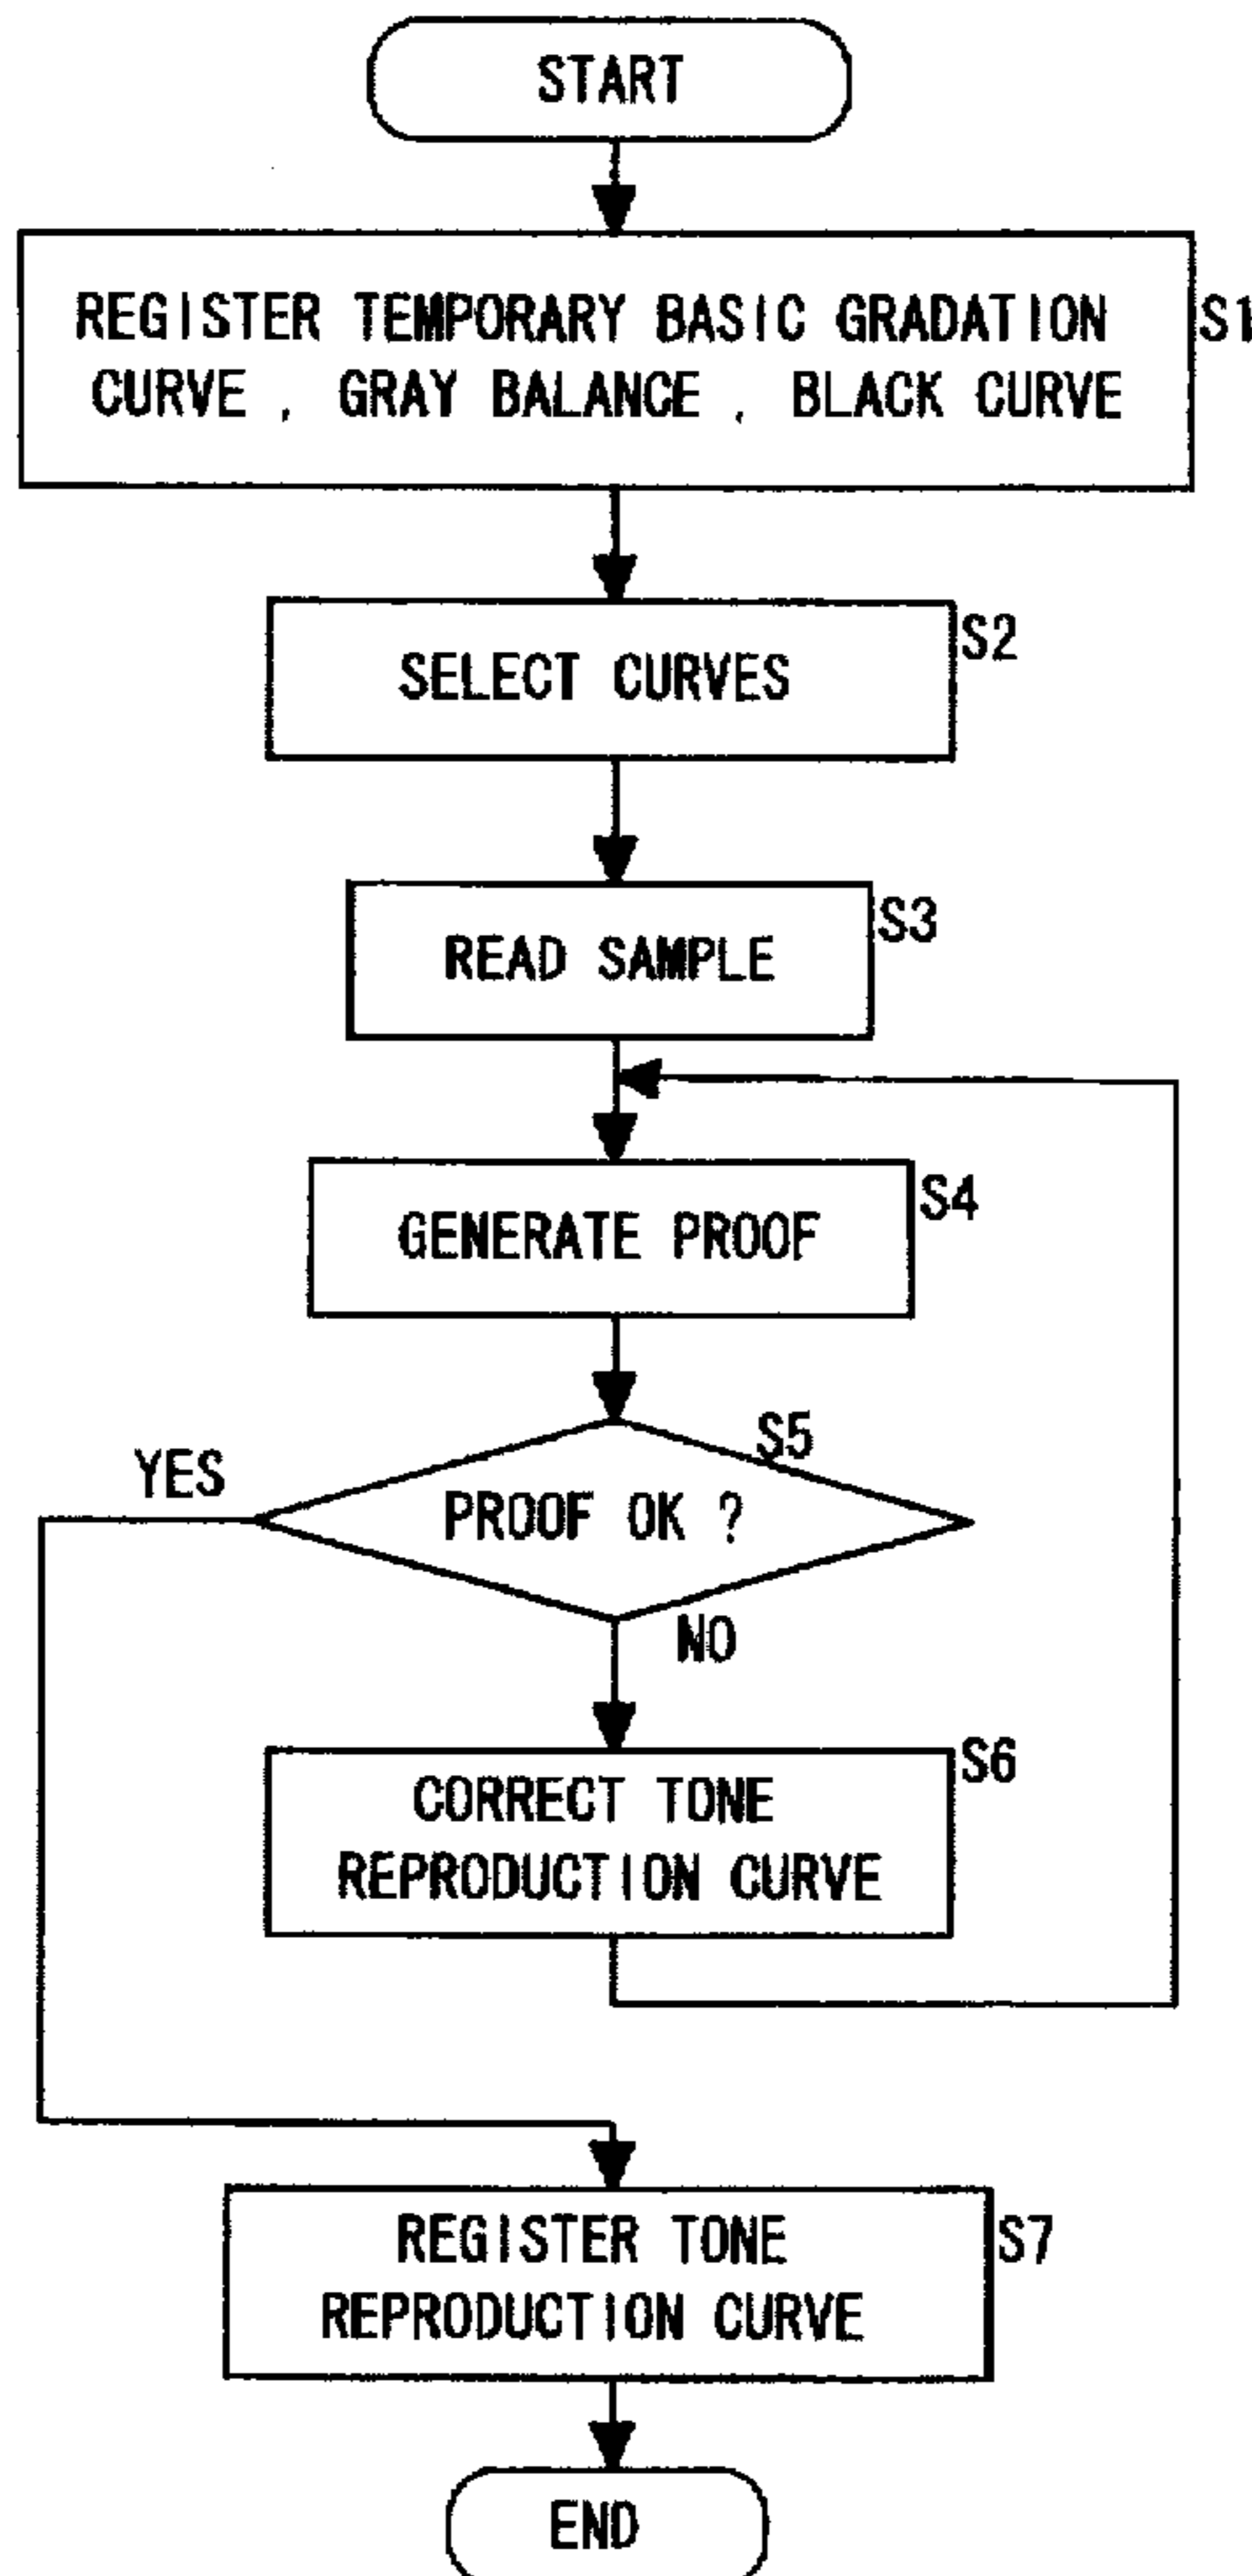 START
REGISTER TEMPORARY BASIC GRADATION
CURVE , GRAY BALANCE , BLACK CURVE
S1
SELECT CURVES
S2
READ SAMPLE
S3
GENERATE PROOF
S4
PROOF OK ?
S5
YES
NO
CORRECT TONE
REPRODUCTION CURVE
S6
REGISTER TONE
REPRODUCTION CURVE
S7
END